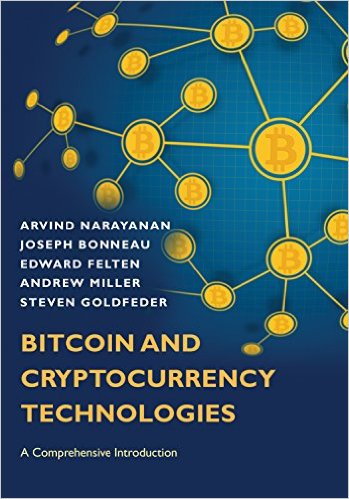 ARVIND NARAYANAN
JOSEPH BONNEAU
EDWARD FELTEN
ANDREW MILLER
STEVEN GOLDFEDER
BITCOIN AND
CRYPTOCURRENCY
TECHNOLOGIES
A Comprehensive Introduction